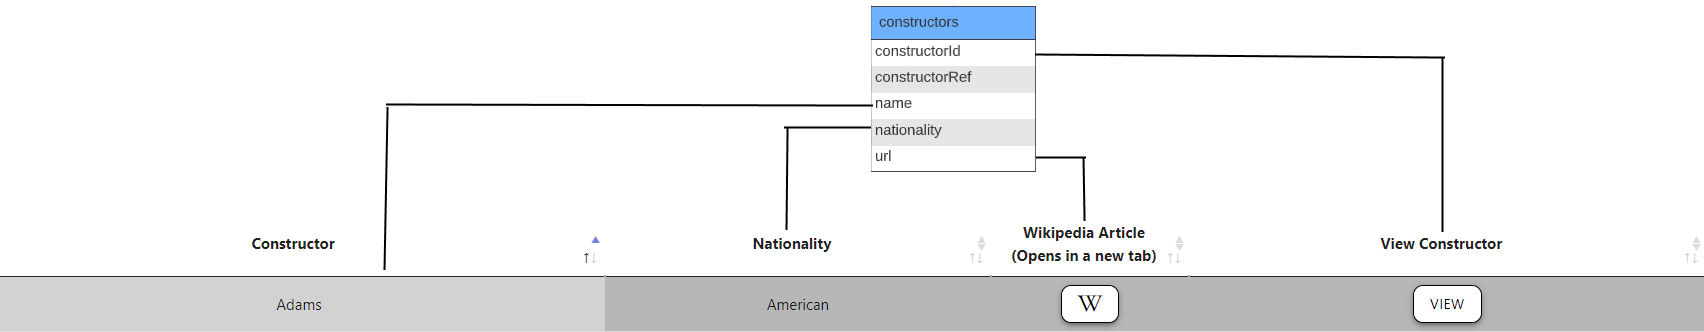 constructors
constructorId
constructorRef
name
nationality
url
Constructor
Nationality
Wikipedia Article
(Opens in a new tab)
View Constructor
Adams
American
W
VIEW